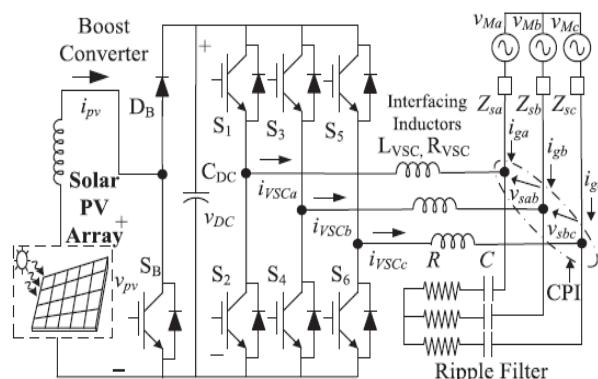 Boost
Converter
i_pv
D_B
Solar
PV
Array
+
v_pv
−
S_B
+
C_DC
v_DC
−
S_1
S_3
S_5
S_2
S_4
S_6
i_VSCa
i_VSCb
i_VSCc
Interfacing
Inductors
L_VSC, R_VSC
v_Ma
v_Mb
v_Mc
Z_sa
Z_sb
Z_sc
i_ga
i_gb
i_g
v_sab
v_sbc
CPI
R
C
Ripple Filter